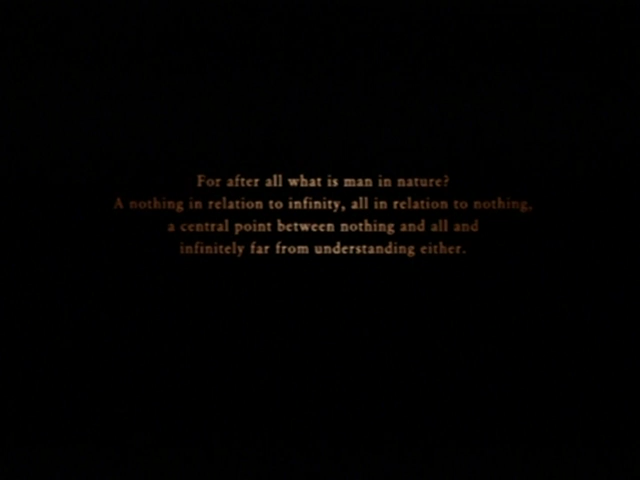 For after all what is man in nature?
A nothing in relation to infinity, all in relation to nothing,
a central point between nothing and all and
infinitely far from understanding either.